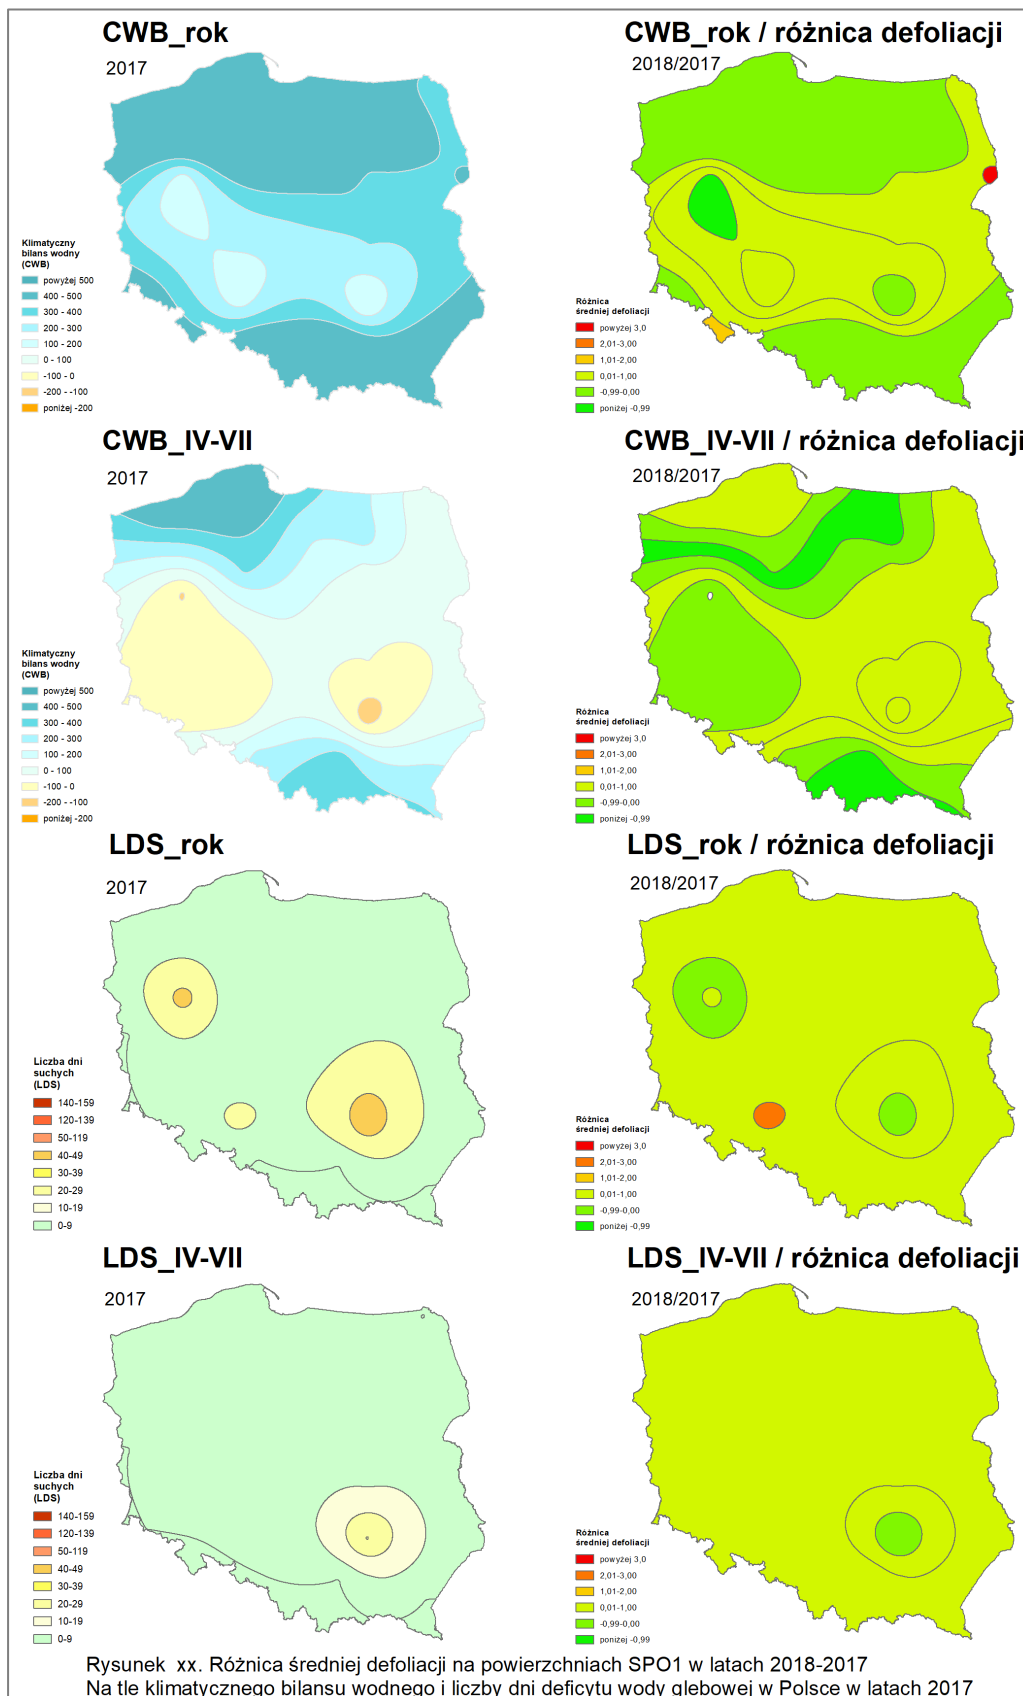 CWB_rok
2017
Klimatyczny
bilans wodny
(CWB)
powyżej 500
400 - 500
300 - 400
200 - 300
100 - 200
0 - 100
-100 - 0
-200 - -100
poniżej -200
CWB_rok / różnica defoliacji
2018/2017
Różnica
średniej defoliacji
powyżej 3,0
2,01-3,00
1,01-2,00
0,01-1,00
-0,99-0,00
poniżej -0,99
CWB_IV-VII
2017
Klimatyczny
bilans wodny
(CWB)
powyżej 500
400 - 500
300 - 400
200 - 300
100 - 200
0 - 100
-100 - 0
-200 - -100
poniżej -200
CWB_IV-VII / różnica defoliacji
2018/2017
Różnica
średniej defoliacji
powyżej 3,0
2,01-3,00
1,01-2,00
0,01-1,00
-0,99-0,00
poniżej -0,99
LDS_rok
2017
Liczba dni
suchych
(LDS)
140-159
120-139
50-119
40-49
30-39
20-29
10-19
0-9
LDS_rok / różnica defoliacji
2018/2017
Różnica
średniej defoliacji
powyżej 3,0
2,01-3,00
1,01-2,00
0,01-1,00
-0,99-0,00
poniżej -0,99
LDS_IV-VII
2017
Liczba dni
suchych
(LDS)
140-159
120-139
50-119
40-49
30-39
20-29
10-19
0-9
LDS_IV-VII / różnica defoliacji
2018/2017
Różnica
średniej defoliacji
powyżej 3,0
2,01-3,00
1,01-2,00
0,01-1,00
-0,99-0,00
poniżej -0,99
Rysunek xx. Różnica średniej defoliacji na powierzchniach SPO1 w latach 2018-2017
Na tle klimatycznego bilansu wodnego i liczby dni deficytu wody glebowej w Polsce w latach 2017